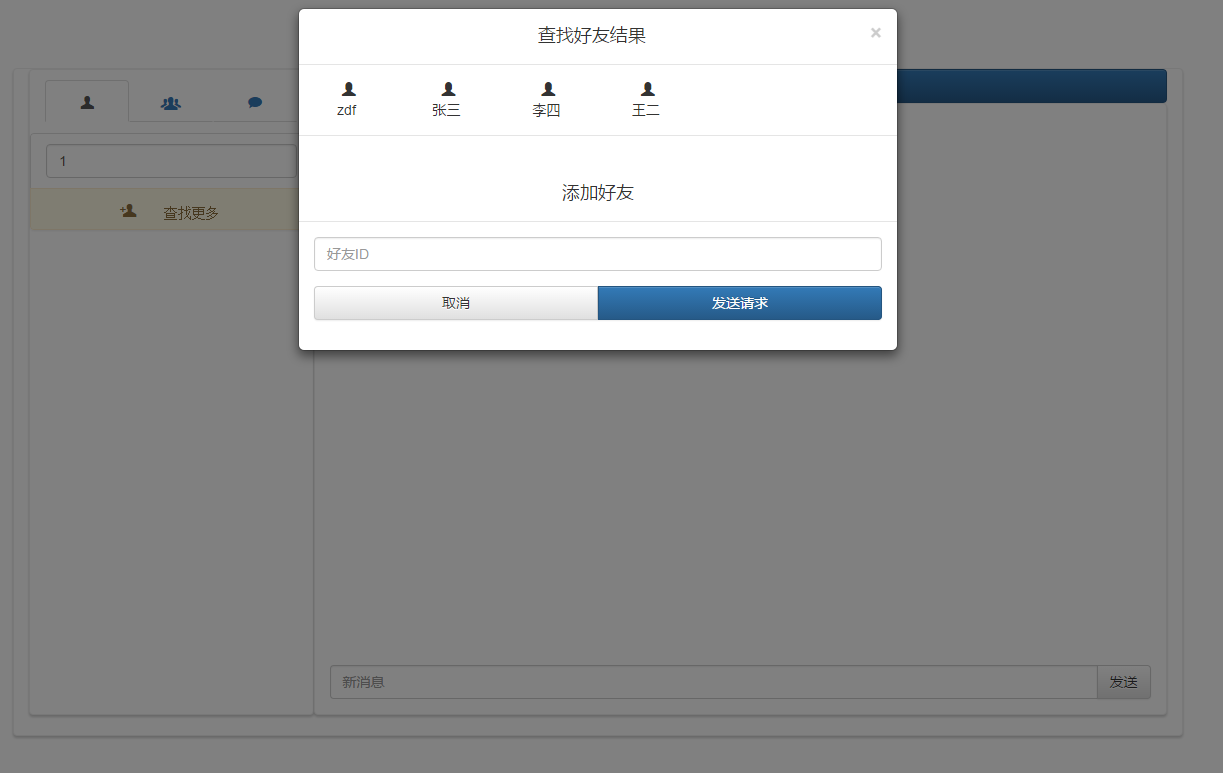 查找好友结果
×
zdf 张三 李四 王二
1
查找更多
添加好友
好友ID
取消 发送请求
新消息 发送